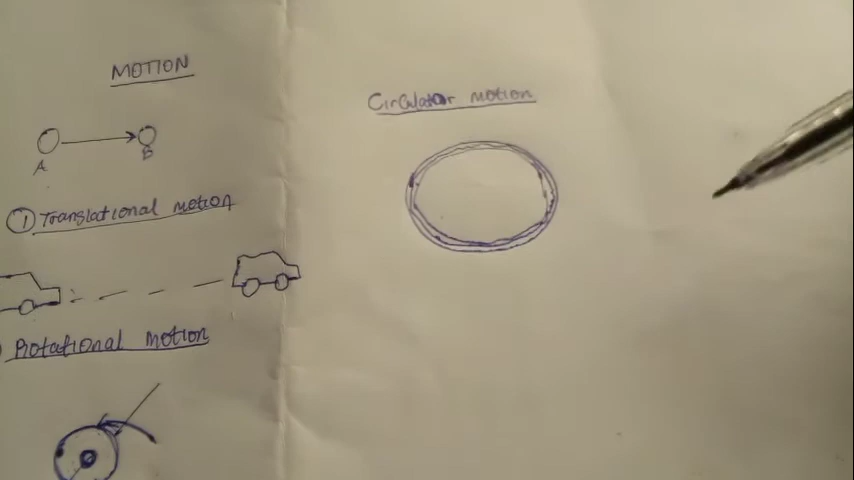 MOTION
A
B
① Translational motion
Rotational motion
Circulator motion